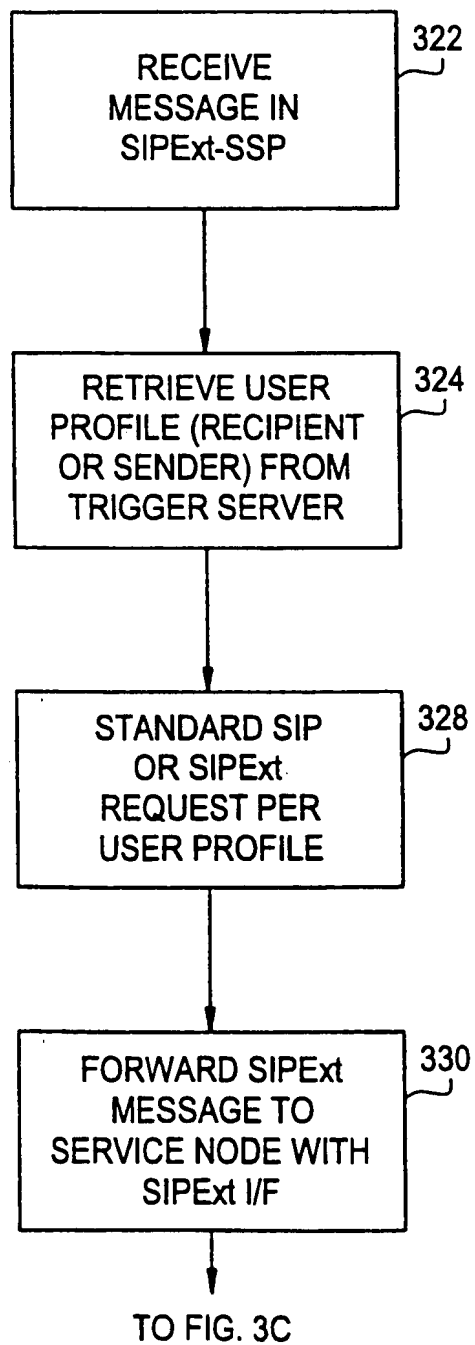 322
RECEIVE
MESSAGE IN
SIPExt-SSP
324
RETRIEVE USER
PROFILE (RECIPIENT
OR SENDER) FROM
TRIGGER SERVER
328
STANDARD SIP
OR SIPExt
REQUEST PER
USER PROFILE
330
FORWARD SIPExt
MESSAGE TO
SERVICE NODE WITH
SIPExt I/F
TO FIG. 3C